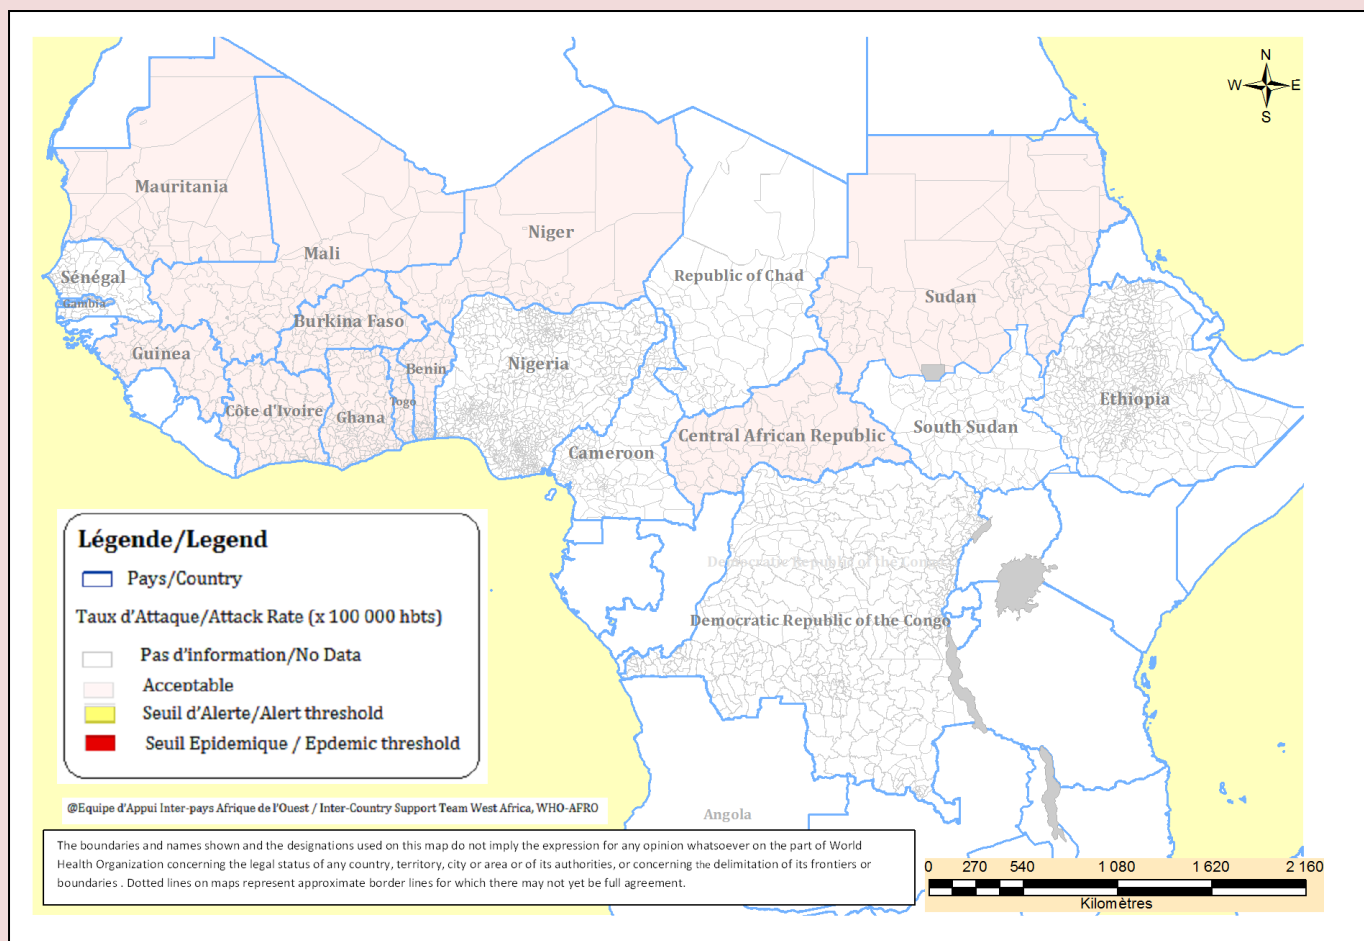 N
W E
S
Mauritania
Niger
Mali
Republic of Chad
Sénégal
Sudan
Gambia
Burkina Faso
Guinea
Nigeria
Benin
Ethiopia
Togo
Côte d'Ivoire
Ghana
South Sudan
Central African Republic
Cameroon
Democratic Republic of the Congo
Democratic Republic of the Congo
Angola
Légende/Legend
Pays/Country
Taux d'Attaque/Attack Rate (x 100 000 hbts)
Pas d'information/No Data
Acceptable
Seuil d'Alerte/Alert threshold
Seuil Epidemique / Epdemic threshold
@Equipe d'Appui Inter-pays Afrique de l'Ouest / Inter-Country Support Team West Africa, WHO-AFRO
The boundaries and names shown and the designations used on this map do not imply the expression for any opinion whatsoever on the part of World
Health Organization concerning the legal status of any country, territory, city or area or of its authorities, or concerning the delimitation of its frontiers or
boundaries . Dotted lines on maps represent approximate border lines for which there may not yet be full agreement.
0 270 540 1 080 1 620 2 160
Kilomètres